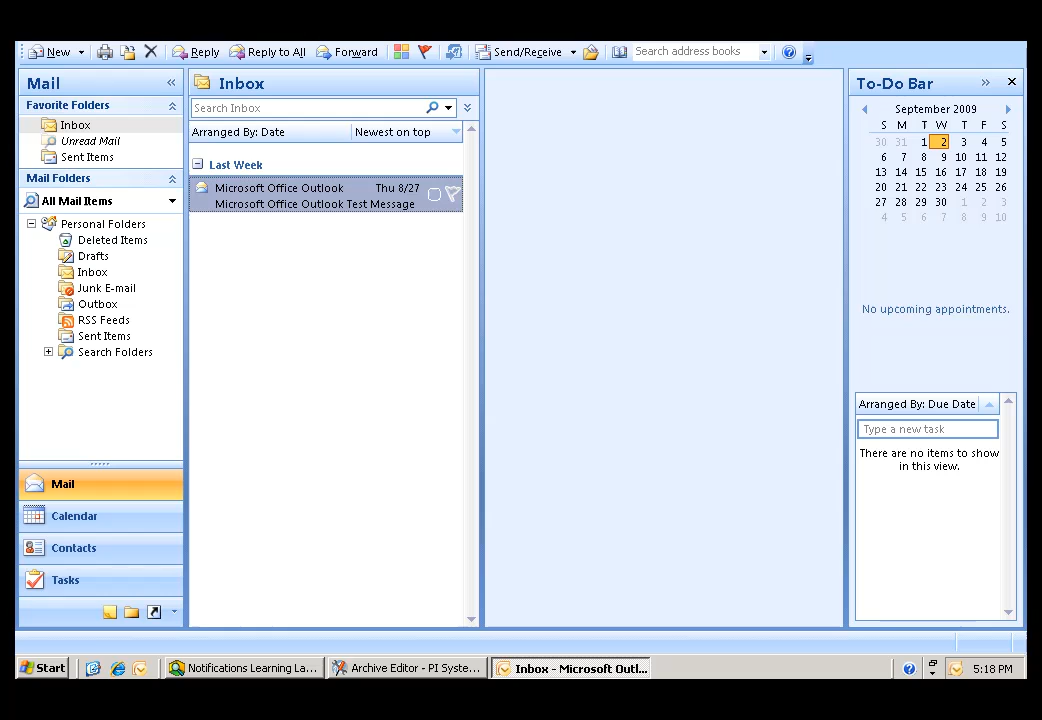 New
Reply
Reply to All
Forward
Send/Receive
Search address books
Mail
Favorite Folders
Inbox
Unread Mail
Sent Items
Mail Folders
All Mail Items
Personal Folders
Deleted Items
Drafts
Inbox
Junk E-mail
Outbox
RSS Feeds
Sent Items
Search Folders
Mail
Calendar
Contacts
Tasks
Inbox
Search Inbox
Arranged By: Date Newest on top
Last Week
Microsoft Office Outlook Thu 8/27
Microsoft Office Outlook Test Message
To-Do Bar
September 2009
S M T W T F S
30 31 1 2 3 4 5
6 7 8 9 10 11 12
13 14 15 16 17 18 19
20 21 22 23 24 25 26
27 28 29 30 1 2 3
4 5 6 7 8 9 10
No upcoming appointments.
Arranged By: Due Date
Type a new task
There are no items to show
in this view.
Start
Notifications Learning La...
Archive Editor - PI Syste...
Inbox - Microsoft Outl...
5:18 PM